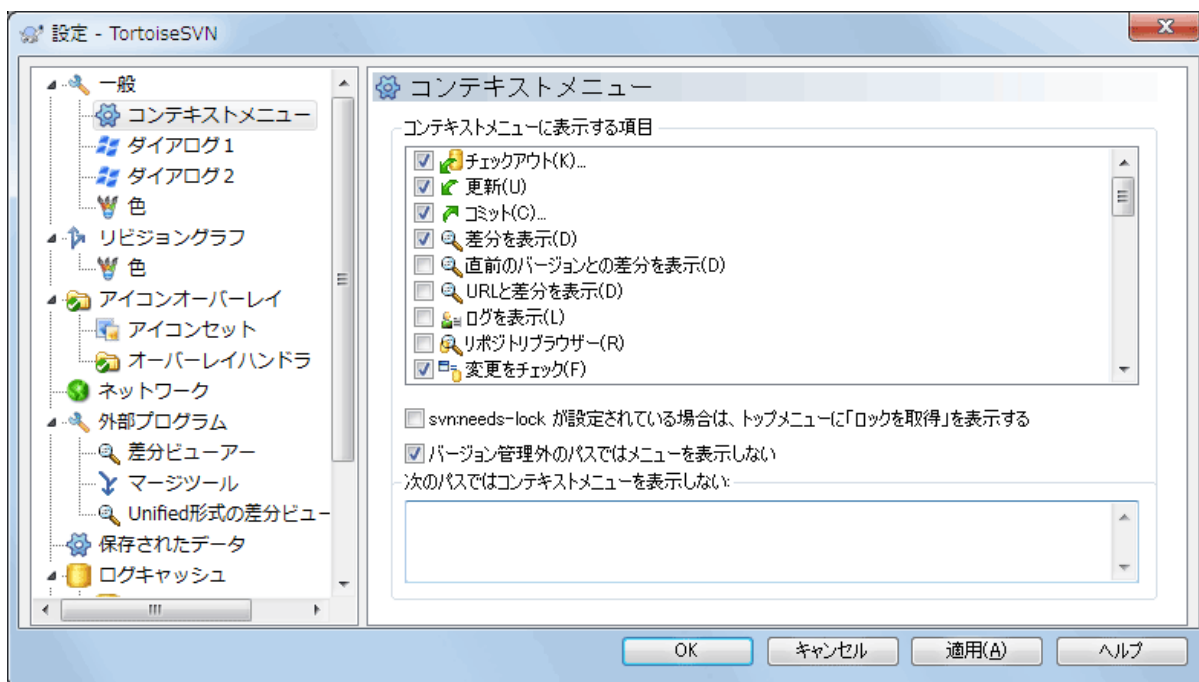 設定 - TortoiseSVN
一般
コンテキストメニュー
ダイアログ1
ダイアログ2
色
リビジョングラフ
色
アイコンオーバーレイ
アイコンセット
オーバーレイハンドラ
ネットワーク
外部プログラム
差分ビューアー
マージツール
Unified形式の差分ビュー
保存されたデータ
ログキャッシュ
コンテキストメニュー
コンテキストメニューに表示する項目
チェックアウト(K)...
更新(U)
コミット(C)...
差分を表示(D)
直前のバージョンとの差分を表示(D)
URLと差分を表示(D)
ログを表示(L)
リポジトリブラウザー(R)
変更をチェック(F)
svn:needs-lock が設定されている場合は、トップメニューに「ロックを取得」を表示する
バージョン管理外のパスではメニューを表示しない
次のパスではコンテキストメニューを表示しない:
OK
キャンセル
適用(A)
ヘルプ